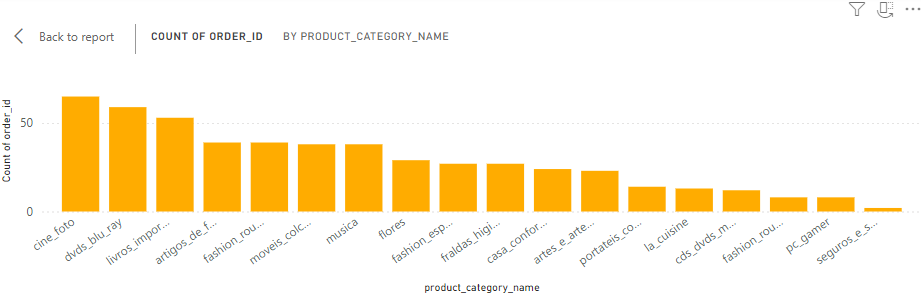 Back to report
COUNT OF ORDER_ID
BY PRODUCT_CATEGORY_NAME
Count of order_id
50
0
cine_foto
dvds_blu_ray
livros_impor...
artigos_de_f...
fashion_rou...
moveis_colc...
musica
flores
fashion_esp...
fraldas_higi...
casa_confor...
artes_e_arte...
portateis_co...
la_cuisine
cds_dvds_m...
fashion_rou...
pc_gamer
seguros_e_s...
product_category_name